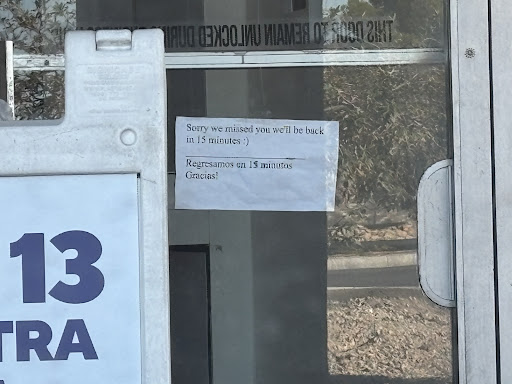 THIS DOOR TO REMAIN UNLOCKED DURING
Sorry we missed you we'll be back
in 15 minutes :)
Regresamos en 15 minutos
Gracias!
13
TRA